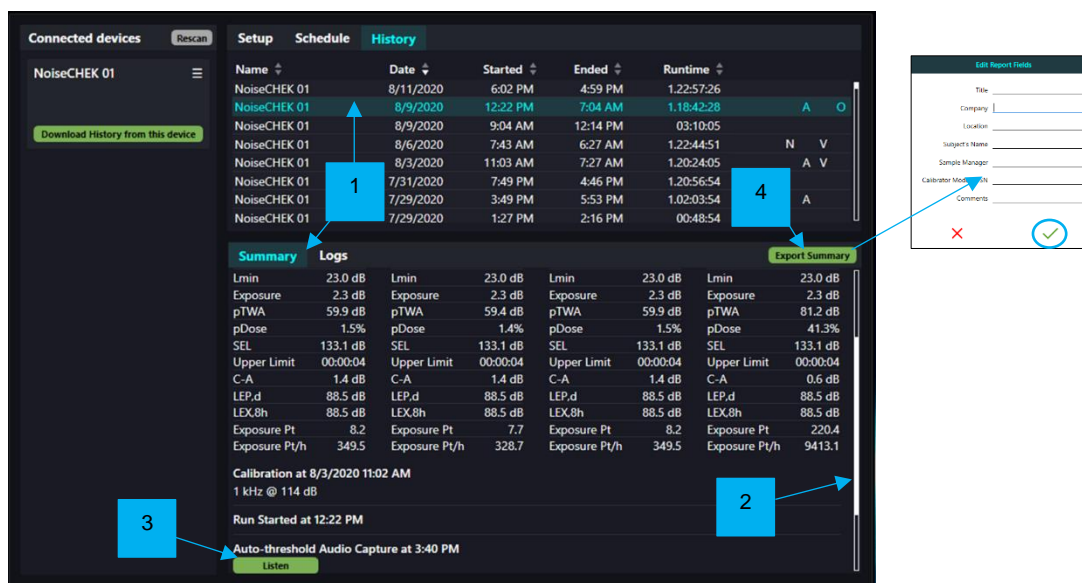 Connected devices Rescan
NoiseCHEK 01
Download History from this device
Setup Schedule History
Name Date Started Ended Runtime
NoiseCHEK 01 8/11/2020 6:02 PM 4:59 PM 1.22:57:26
NoiseCHEK 01 8/9/2020 12:22 PM 7:04 AM 1.18:42:28 A O
NoiseCHEK 01 8/9/2020 9:04 AM 12:14 PM 03:10:05
NoiseCHEK 01 8/6/2020 7:43 AM 6:27 AM 1.22:44:51 N V
NoiseCHEK 01 8/3/2020 11:03 AM 7:27 AM 1.20:24:05 A V
NoiseCHEK 01 7/31/2020 7:49 PM 4:46 PM 1.20:56:54
NoiseCHEK 01 7/29/2020 3:49 PM 5:53 PM 1.02:03:54 A
NoiseCHEK 01 7/29/2020 1:27 PM 2:16 PM 00:48:54
1
4
Summary Logs Export Summary
Lmin 23.0 dB Lmin 23.0 dB Lmin 23.0 dB Lmin 23.0 dB
Exposure 2.3 dB Exposure 2.3 dB Exposure 2.3 dB Exposure 2.3 dB
pTWA 59.9 dB pTWA 59.4 dB pTWA 59.9 dB pTWA 81.2 dB
pDose 1.5% pDose 1.4% pDose 1.5% pDose 41.3%
SEL 133.1 dB SEL 133.1 dB SEL 133.1 dB SEL 133.1 dB
Upper Limit 00:00:04 Upper Limit 00:00:04 Upper Limit 00:00:04 Upper Limit 00:00:04
C-A 1.4 dB C-A 1.4 dB C-A 1.4 dB C-A 0.6 dB
LEP,d 88.5 dB LEP,d 88.5 dB LEP,d 88.5 dB LEP,d 88.5 dB
LEX,8h 88.5 dB LEX,8h 88.5 dB LEX,8h 88.5 dB LEX,8h 88.5 dB
Exposure Pt 8.2 Exposure Pt 7.7 Exposure Pt 8.2 Exposure Pt 220.4
Exposure Pt/h 349.5 Exposure Pt/h 328.7 Exposure Pt/h 349.5 Exposure Pt/h 9413.1
Calibration at 8/3/2020 11:02 AM
1 kHz @ 114 dB
2
Run Started at 12:22 PM
3
Auto-threshold Audio Capture at 3:40 PM
Listen
Edit Report Fields
Title
Company
Location
Subject's Name
Sample Manager
Calibrator
Comments